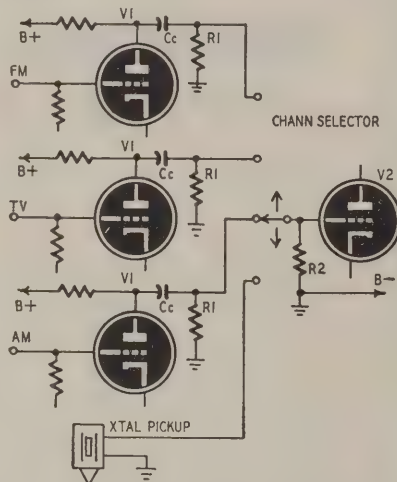 V1
B+
Cc
R1
FM
CHANN SELECTOR
V1
B+
Cc
R1
V2
TV
R2
B-
V1
B+
Cc
R1
AM
XTAL PICKUP